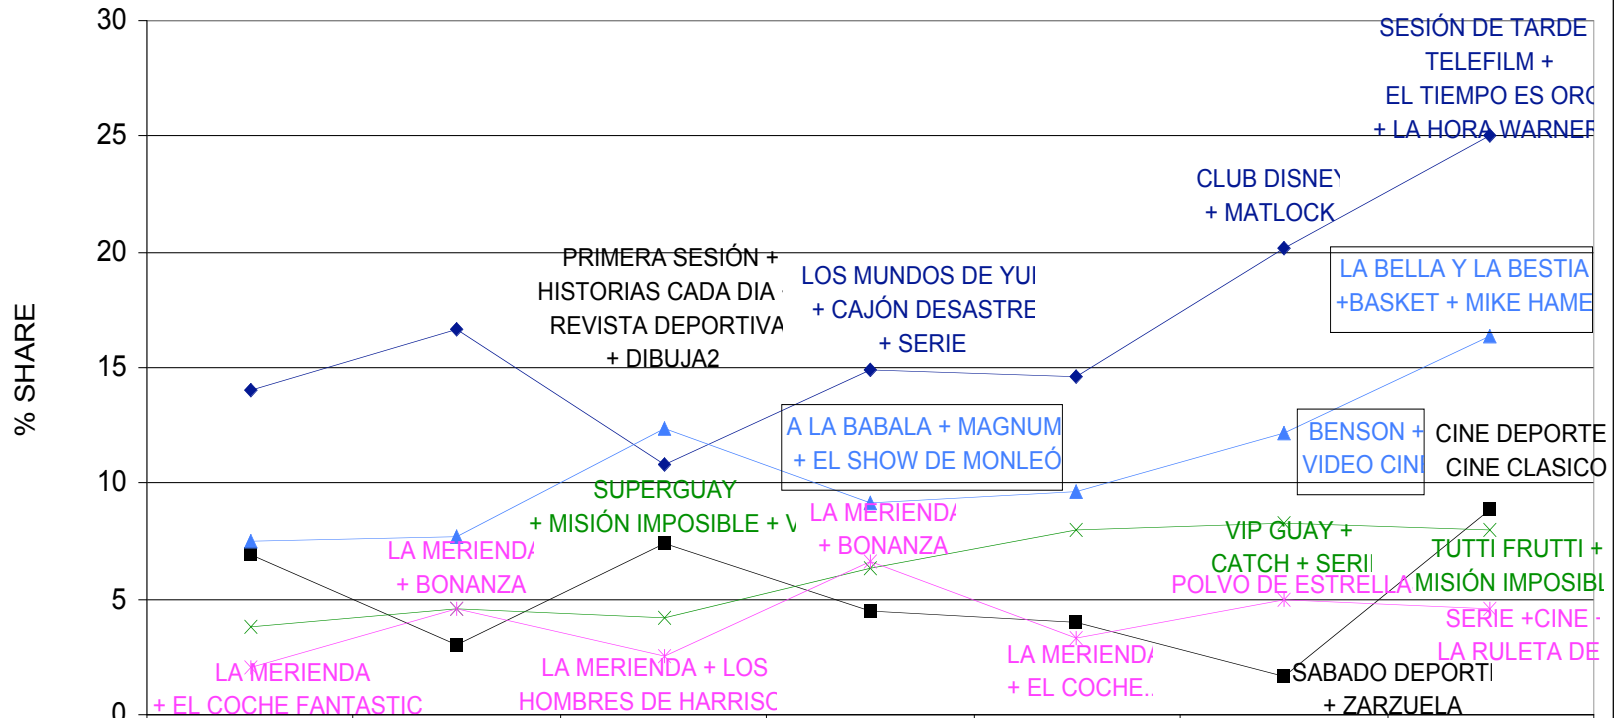 30
SESIÓN DE TARDE
TELEFILM +
EL TIEMPO ES ORO
+ LA HORA WARNER
25
CLUB DISNEY
+ MATLOCK
20
PRIMERA SESIÓN +
HISTORIAS CADA DIA
REVISTA DEPORTIVA
+ DIBUJA2
LOS MUNDOS DE YUI
+ CAJÓN DESASTRE
+ SERIE
LA BELLA Y LA BESTIA
+BASKET + MIKE HAME
% SHARE
15
A LA BABALA + MAGNUM
+ EL SHOW DE MONLEÓ
BENSON +
VIDEO CINE
CINE DEPORTE
CINE CLASICO
10
SUPERGUAY
+ MISIÓN IMPOSIBLE + V
LA MERIENDA
+ BONANZA
LA MERIENDA
+ BONANZA
VIP GUAY +
CATCH + SERIE
TUTTI FRUTTI +
MISIÓN IMPOSIBL
POLVO DE ESTRELLA
5
SERIE +CINE
LA RULETA DE
LA MERIENDA
+ EL COCHE FANTASTIC
LA MERIENDA + LOS
HOMBRES DE HARRISO
LA MERIENDA
+ EL COCHE..
SABADO DEPORTI
+ ZARZUELA
0